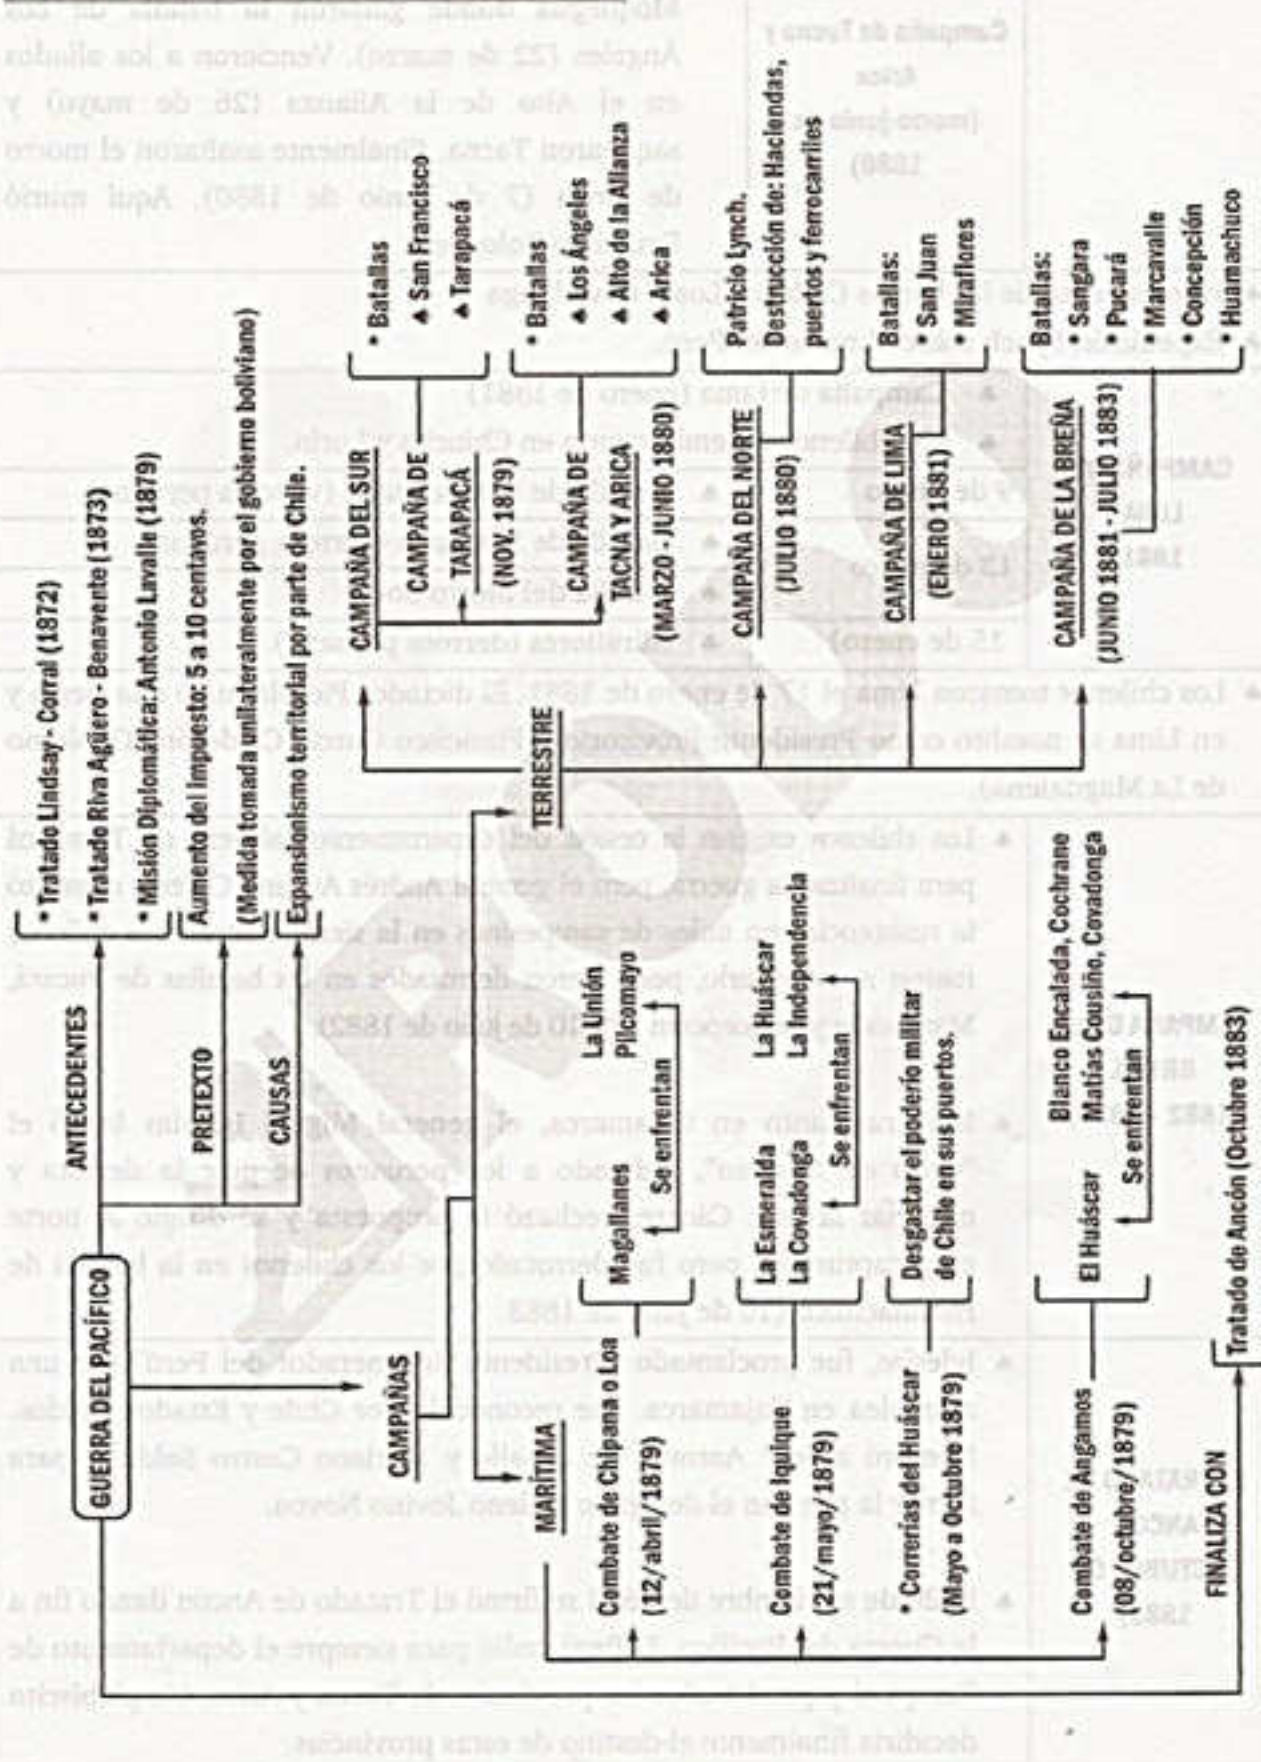 GUERRA DEL PACÍFICO
ANTECEDENTES
* Tratado Lindsay - Corral (1872)
* Tratado Riva Agüero - Benavente (1873)
* Misión Diplomática: Antonio Lavalle (1879)
PRETEXTO
Aumento del impuesto: 5 a 10 centavos.
(Medida tomada unilateralmente por el gobierno boliviano)
CAUSAS
Expansionismo territorial por parte de Chile.
CAMPAÑAS
MARÍTIMA
Combate de Chipana o Loa
(12/abril/1879)
Magallanes
La Unión
Pilcomayo
Se enfrentan
Combate de Iquique
(21/mayo/1879)
La Esmeralda
La Covadonga
La Huáscar
La Independencia
Se enfrentan
* Correrías del Huáscar
(Mayo a Octubre 1879)
Desgastar el poderío militar
de Chile en sus puertos.
Combate de Angamos
(08/octubre/1879)
El Huáscar
Blanco Encalada, Cochrane
Matías Cousiño, Covadonga
Se enfrentan
TERRESTRE
CAMPAÑA DEL SUR
CAMPAÑA DE
TARAPACÁ
(NOV. 1879)
* Batallas
▲ San Francisco
▲ Tarapacá
CAMPAÑA DE
TACNA Y ARICA
(MARZO - JUNIO 1880)
* Batallas
▲ Los Ángeles
▲ Alto de la Alianza
▲ Arica
CAMPAÑA DEL NORTE
(JULIO 1880)
Patricio Lynch.
Destrucción de: Haciendas,
puertos y ferrocarriles
CAMPAÑA DE LIMA
(ENERO 1881)
Batallas:
* San Juan
* Miraflores
CAMPAÑA DE LA BREÑA
(JUNIO 1881 - JULIO 1883)
Batallas:
* Sangara
* Pucará
* Marcavalle
* Concepción
* Huamachuco
FINALIZA CON
Tratado de Ancón (Octubre 1883)